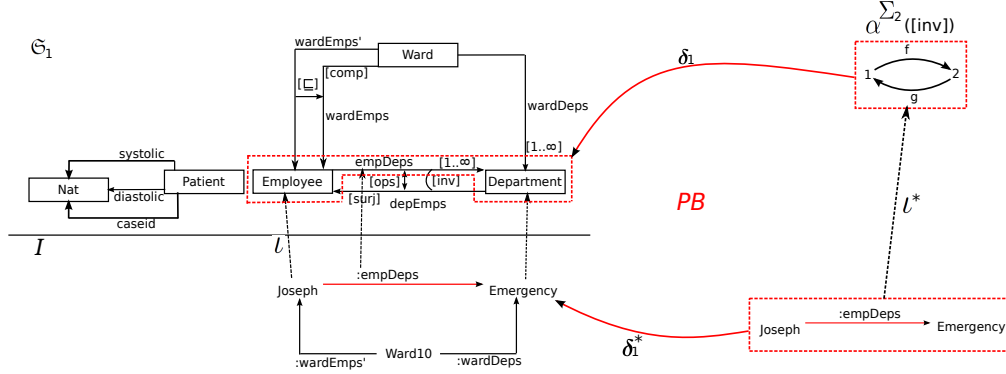 α^Σ₂([inv])
𝔖₁
wardEmps'
Ward
[comp]
[⊑]
wardEmps
wardDeps
δ₁
f
1
2
g
[1..∞]
systolic
Nat
diastolic
Patient
caseid
empDeps
[1..∞]
Employee
[ops]
([inv]
Department
[surj]
depEmps
PB
ι*
I
ι
Joseph
:empDeps
Emergency
:wardEmps'
Ward10
:wardDeps
δ₁*
Joseph
:empDeps
Emergency